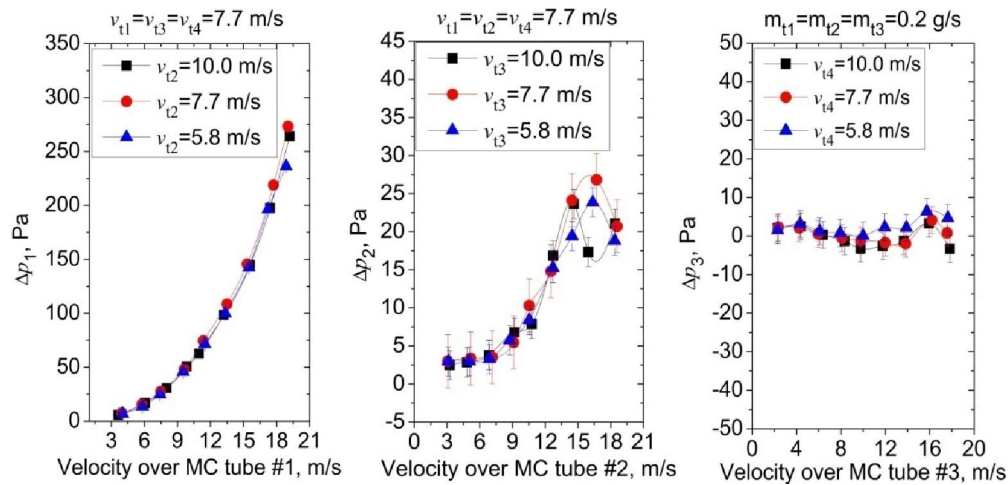 v_t1=v_t3=v_t4=7.7 m/s
350
300
250
200
150
100
50
0
v_t2=10.0 m/s
v_t2=7.7 m/s
v_t2=5.8 m/s
Δp_1, Pa
3 6 9 12 15 18 21
Velocity over MC tube #1, m/s
v_t1=v_t2=v_t4=7.7 m/s
45
40
35
30
25
20
15
10
5
0
-5
v_t3=10.0 m/s
v_t3=7.7 m/s
v_t3=5.8 m/s
Δp_2, Pa
0 3 6 9 12 15 18 21
Velocity over MC tube #2, m/s
m_t1=m_t2=m_t3=0.2 g/s
50
40
30
20
10
0
-10
-20
-30
-40
-50
v_t4=10.0 m/s
v_t4=7.7 m/s
v_t4=5.8 m/s
Δp_3, Pa
0 4 8 12 16 20
Velocity over MC tube #3, m/s